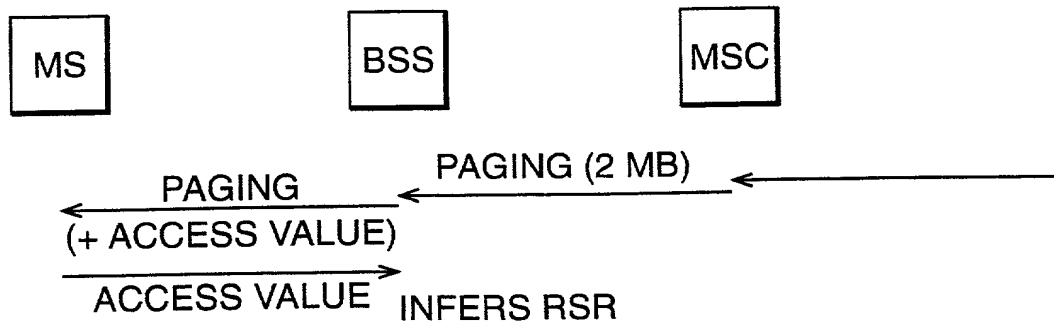 MS
BSS
MSC
PAGING (2 MB)
PAGING
(+ ACCESS VALUE)
ACCESS VALUE
INFERS RSR